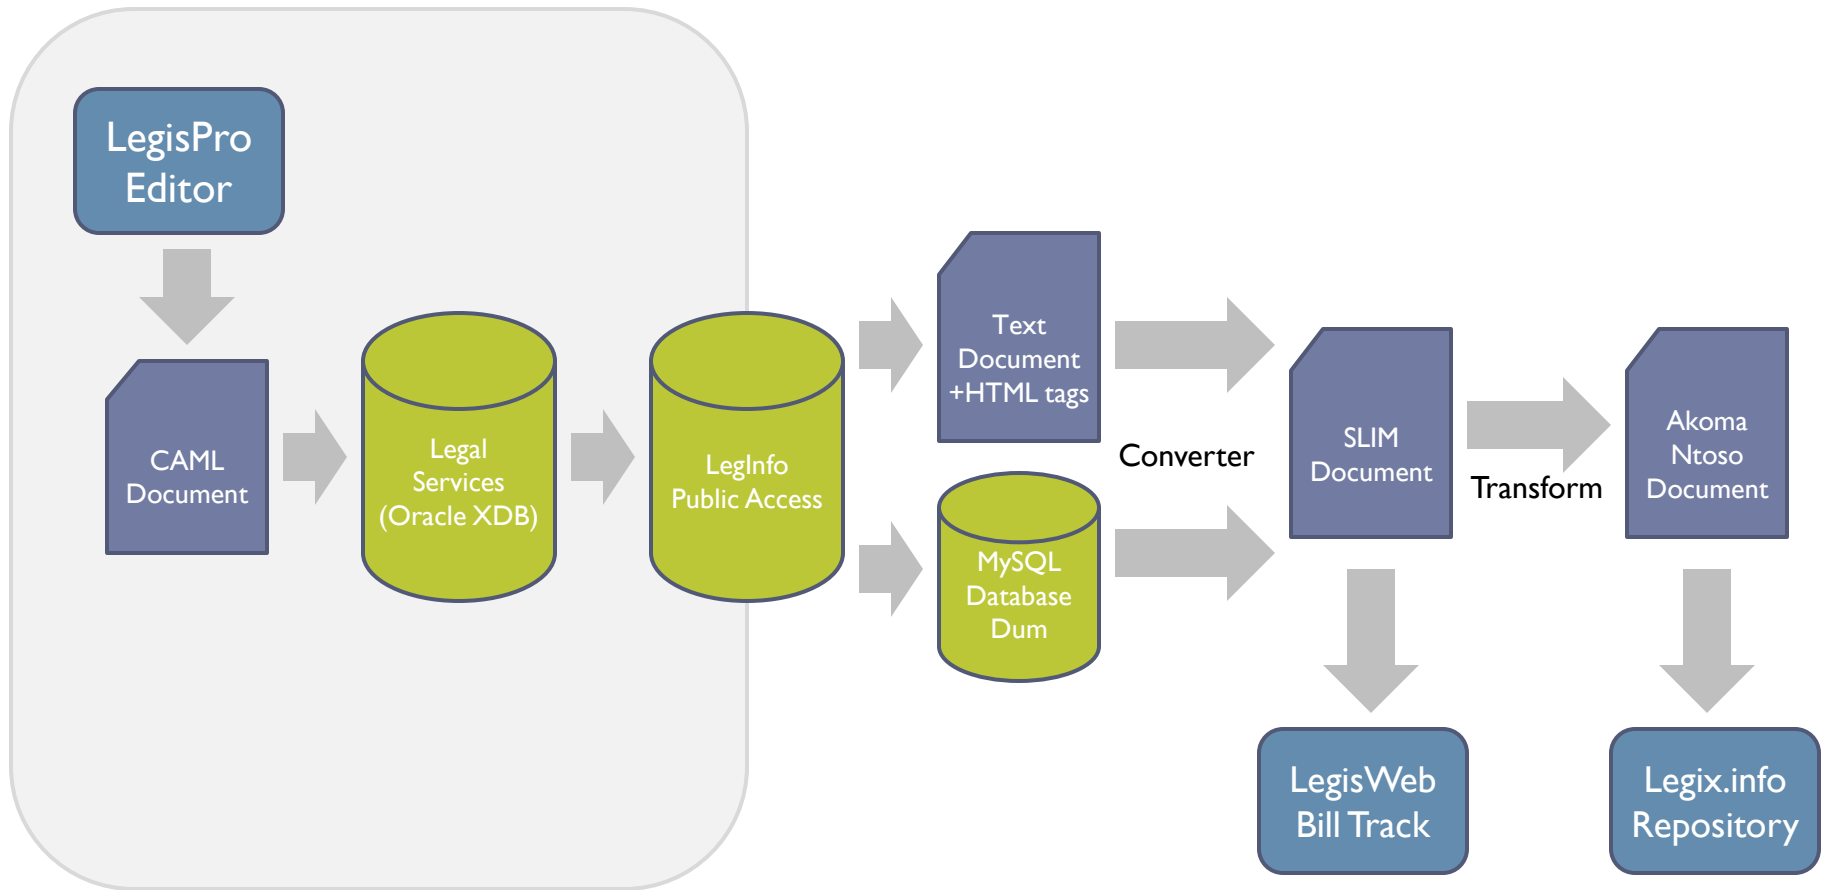 LegisPro
Editor
CAML
Document
Legal
Services
(Oracle XDB)
LegInfo
Public Access
Text
Document
+HTML tags
MySQL
Database
Dum
Converter
SLIM
Document
Transform
Akoma
Ntoso
Document
LegisWeb
Bill Track
Legix.info
Repository